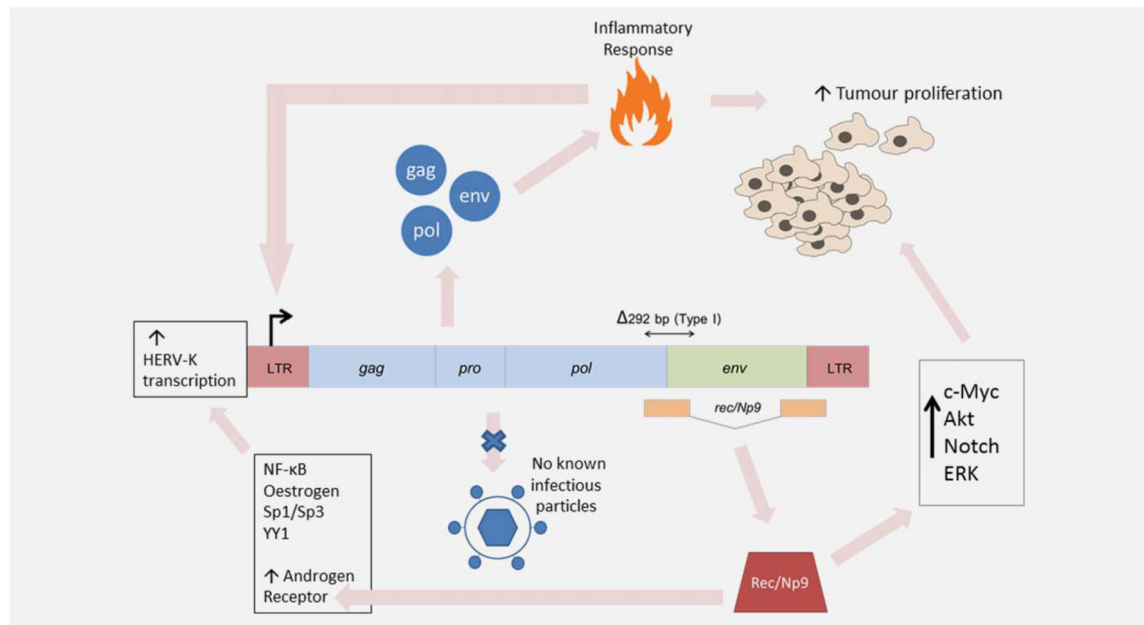 Inflammatory
Response
↑ Tumour proliferation
gag
env
pol
Δ292 bp (Type I)
↑
HERV-K
transcription
LTR
gag
pro
pol
env
LTR
rec/Np9
c-Myc
Akt
Notch
ERK
No known
infectious
particles
NF-κB
Oestrogen
Sp1/Sp3
YY1
↑ Androgen
Receptor
Rec/Np9